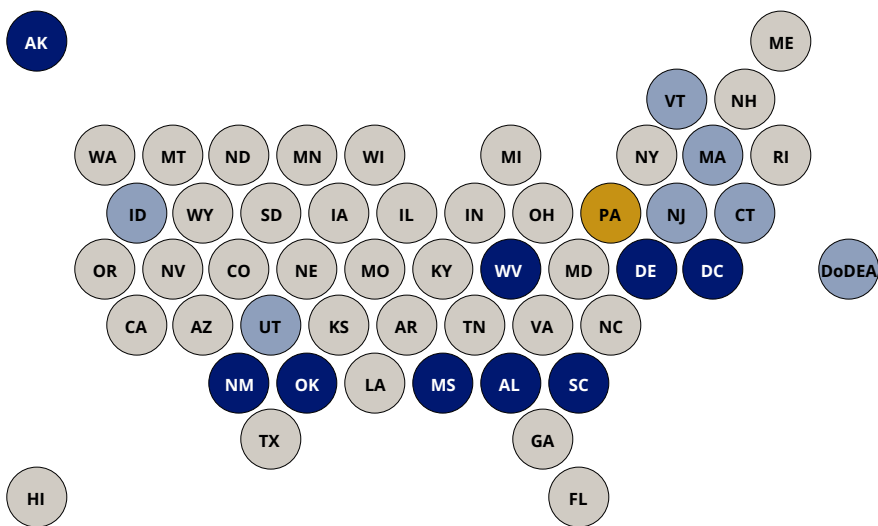 AK
ME
VT NH
WA MT ND MN WI MI NY MA RI
ID WY SD IA IL IN OH PA NJ CT
OR NV CO NE MO KY WV MD DE DC DoDEA
CA AZ UT KS AR TN VA NC
NM OK LA MS AL SC
TX GA
HI FL